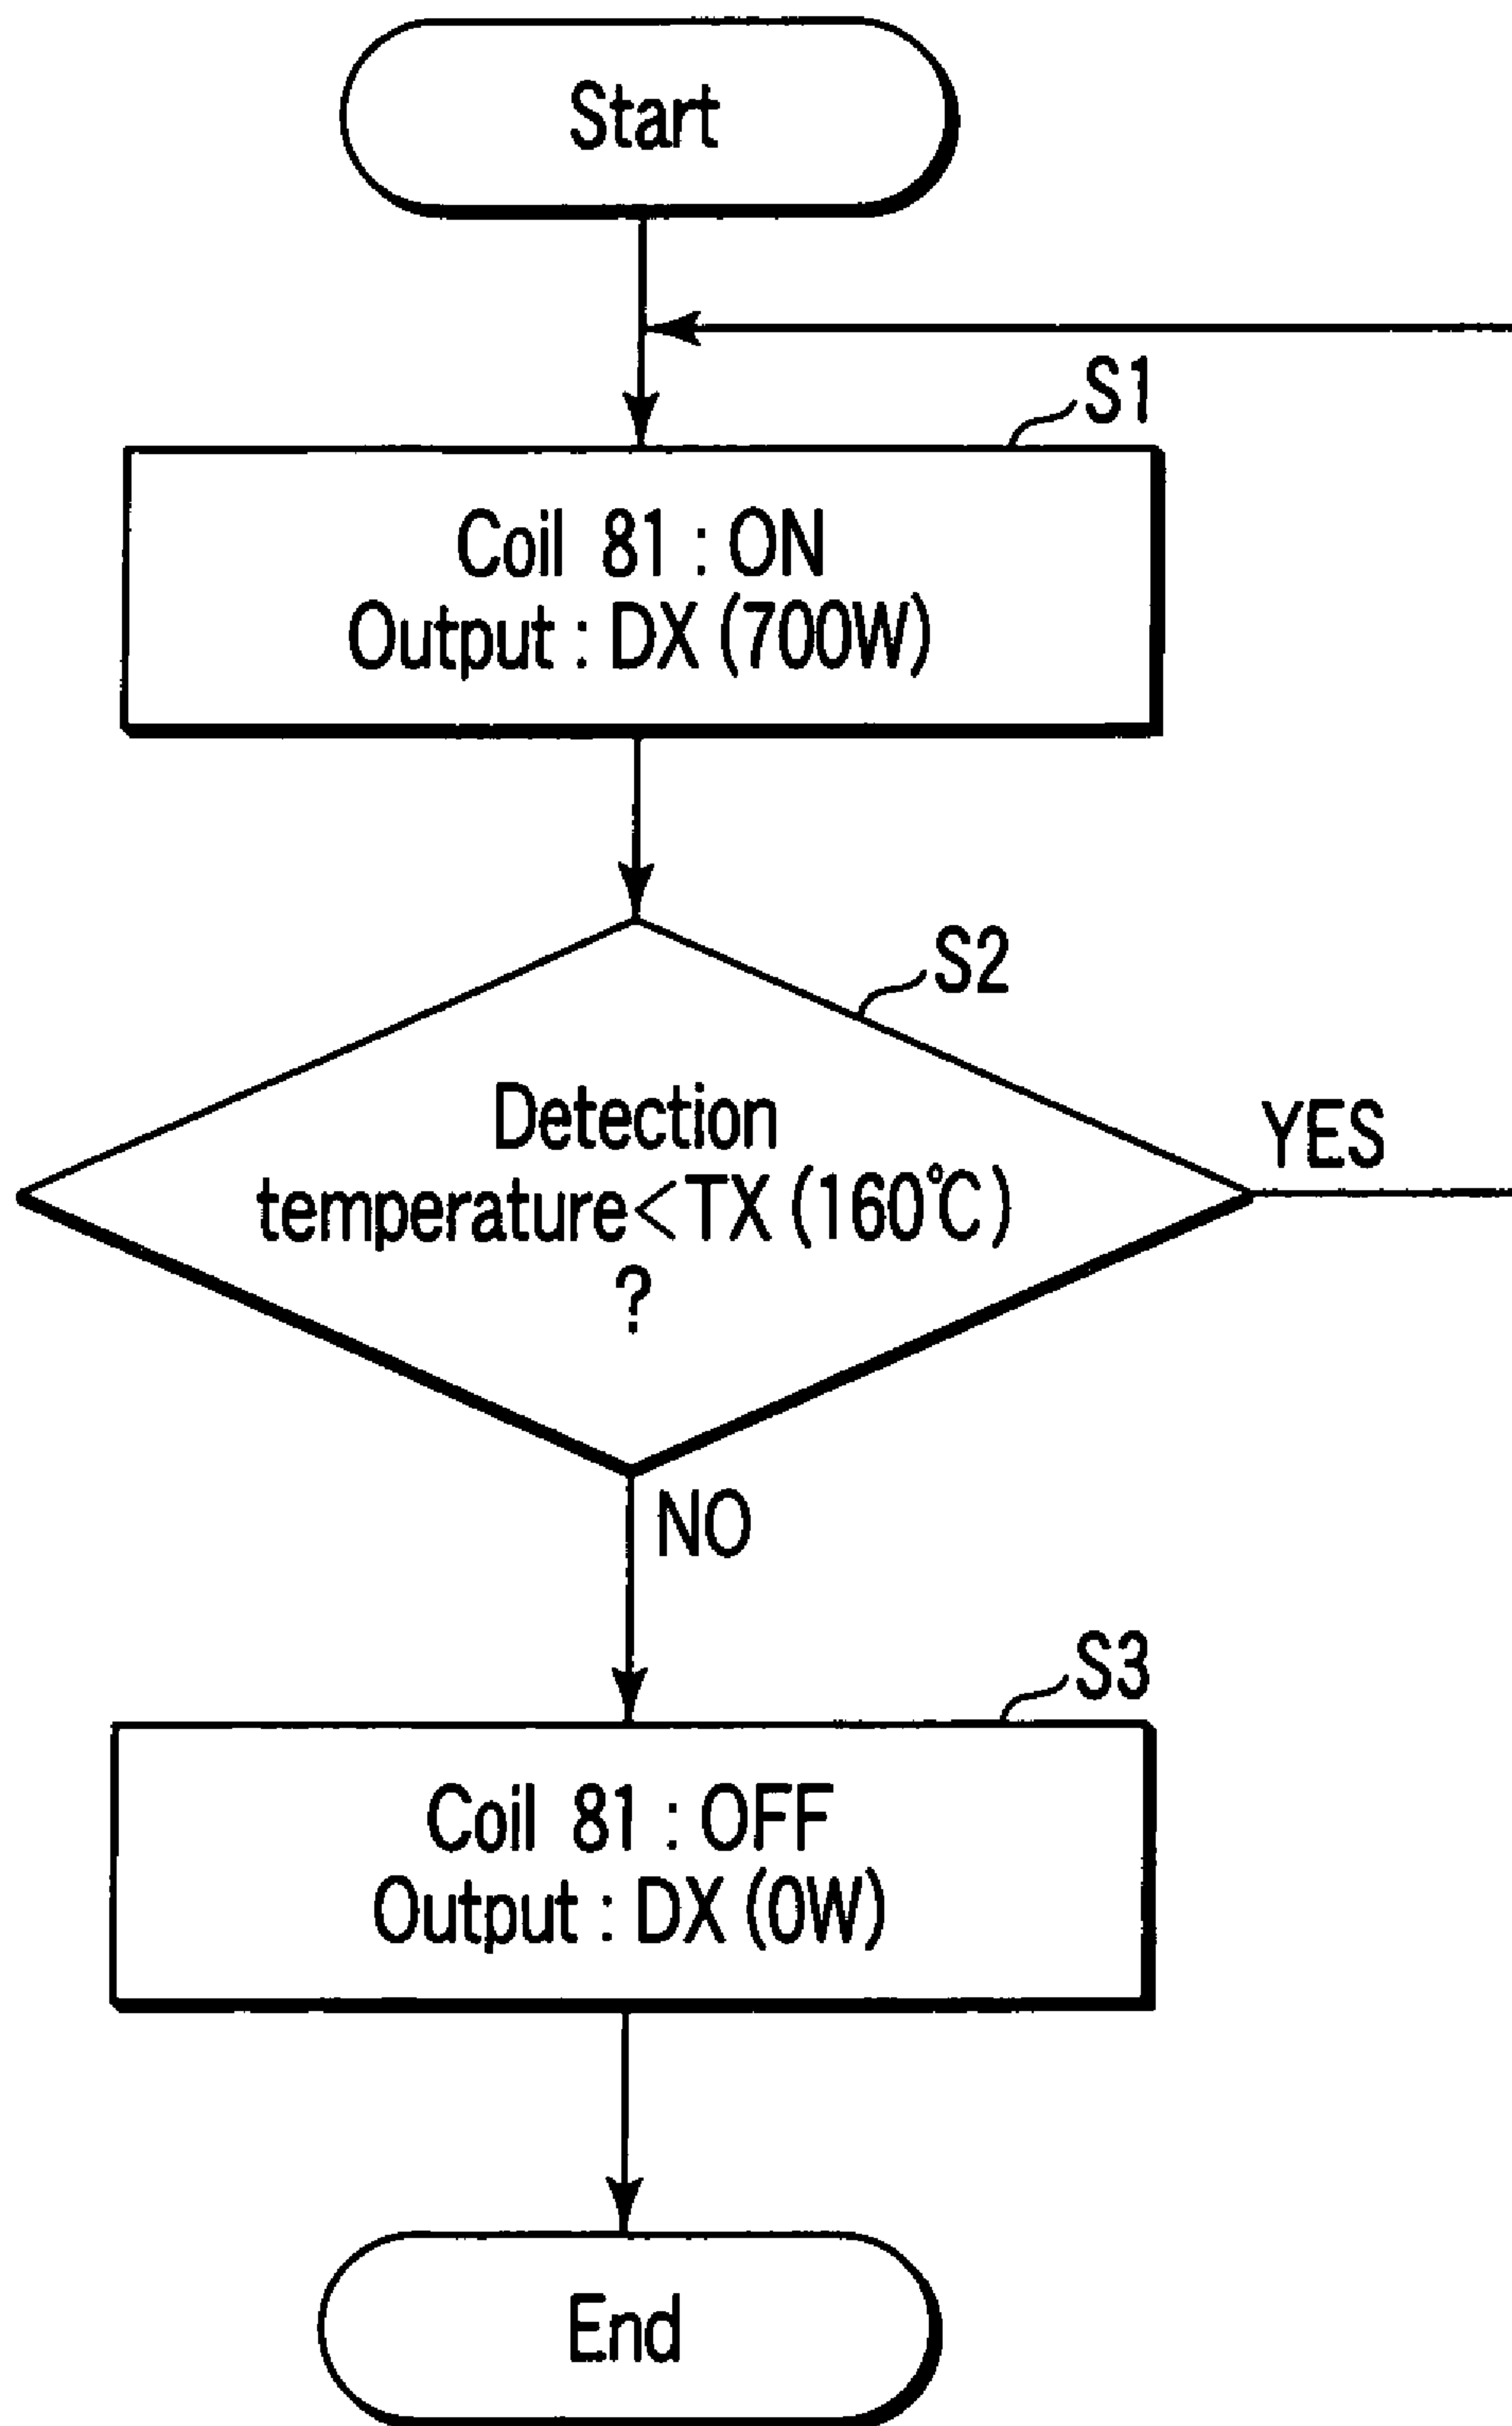 Start
S1
Coil 81 : ON
Output : DX (700W)
S2
Detection
temperature<TX (160℃)
?
YES
NO
S3
Coil 81 : OFF
Output : DX (0W)
End